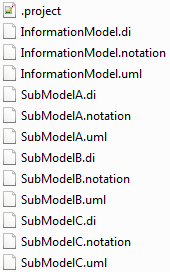 .project
InformationModel.di
InformationModel.notation
InformationModel.uml
SubModelA.di
SubModelA.notation
SubModelA.uml
SubModelB.di
SubModelB.notation
SubModelB.uml
SubModelC.di
SubModelC.notation
SubModelC.uml